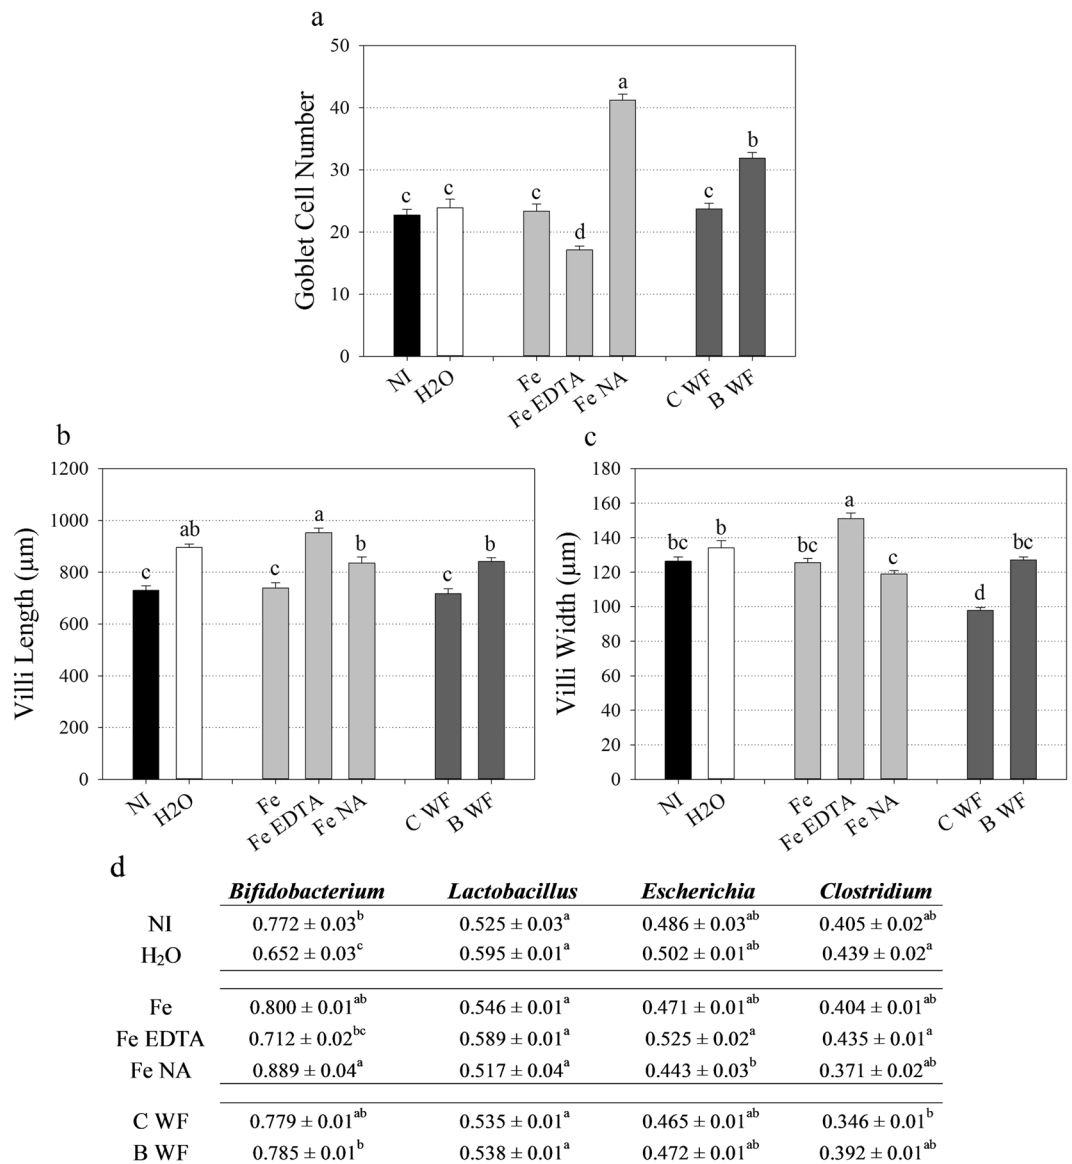 a
50
40
30
20
10
0
Goblet Cell Number
c c c d a c b
NI H2O Fe Fe EDTA Fe NA C WF B WF
b
1200
1000
800
600
400
200
0
Villi Length (µm)
c ab c a b c b
NI H2O Fe Fe EDTA Fe NA C WF B WF
c
180
160
140
120
100
80
60
40
20
0
Villi Width (µm)
bc b bc a c d bc
NI H2O Fe Fe EDTA Fe NA C WF B WF
d
Bifidobacterium Lactobacillus Escherichia Clostridium
NI 0.772 ± 0.03ᵇ 0.525 ± 0.03ᵃ 0.486 ± 0.03ᵃᵇ 0.405 ± 0.02ᵃᵇ
H₂O 0.652 ± 0.03ᶜ 0.595 ± 0.01ᵃ 0.502 ± 0.01ᵃᵇ 0.439 ± 0.02ᵃ
Fe 0.800 ± 0.01ᵃᵇ 0.546 ± 0.01ᵃ 0.471 ± 0.01ᵃᵇ 0.404 ± 0.01ᵃᵇ
Fe EDTA 0.712 ± 0.02ᵇᶜ 0.589 ± 0.01ᵃ 0.525 ± 0.02ᵃ 0.435 ± 0.01ᵃ
Fe NA 0.889 ± 0.04ᵃ 0.517 ± 0.04ᵃ 0.443 ± 0.03ᵇ 0.371 ± 0.02ᵃᵇ
C WF 0.779 ± 0.01ᵃᵇ 0.535 ± 0.01ᵃ 0.465 ± 0.01ᵃᵇ 0.346 ± 0.01ᵇ
B WF 0.785 ± 0.01ᵇ 0.538 ± 0.01ᵃ 0.472 ± 0.01ᵃᵇ 0.392 ± 0.01ᵃᵇ